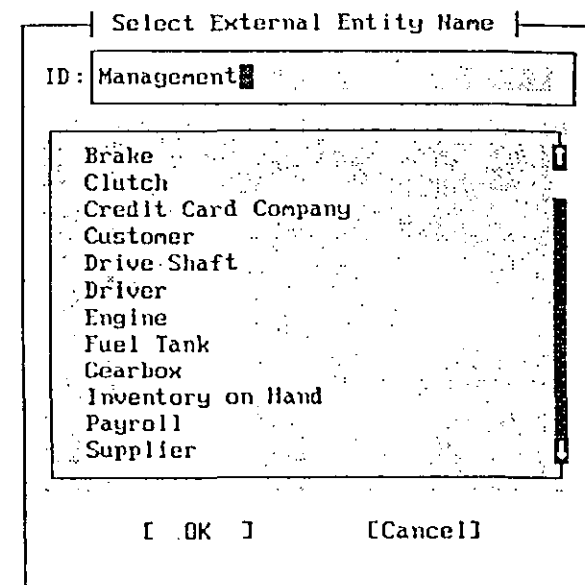 Select External Entity Name
ID: Management
Brake
Clutch
Credit Card Company
Customer
Drive Shaft
Driver
Engine
Fuel Tank
Gearbox
Inventory on Hand
Payroll
Supplier
[ OK ] [Cancel]